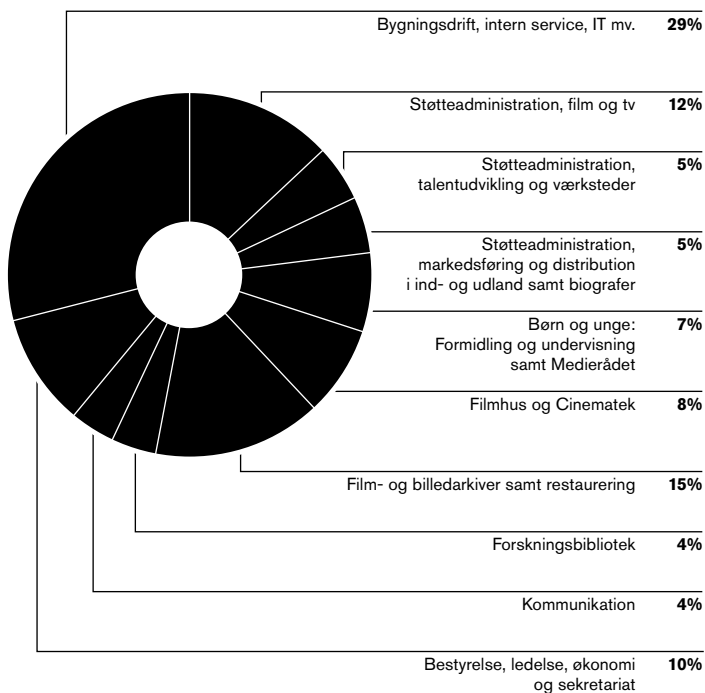 Bygningsdrift, intern service, IT mv. 29%
Støtteadministration, film og tv 12%
Støtteadministration, 5%
talentudvikling og værksteder
Støtteadministration, 5%
markedsføring og distribution
i ind- og udland samt biografer
Børn og unge: 7%
Formidling og undervisning
samt Medierådet
Filmhus og Cinematek 8%
Film- og billedarkiver samt restaurering 15%
Forskningsbibliotek 4%
Kommunikation 4%
Bestyrelse, ledelse, økonomi 10%
og sekretariat